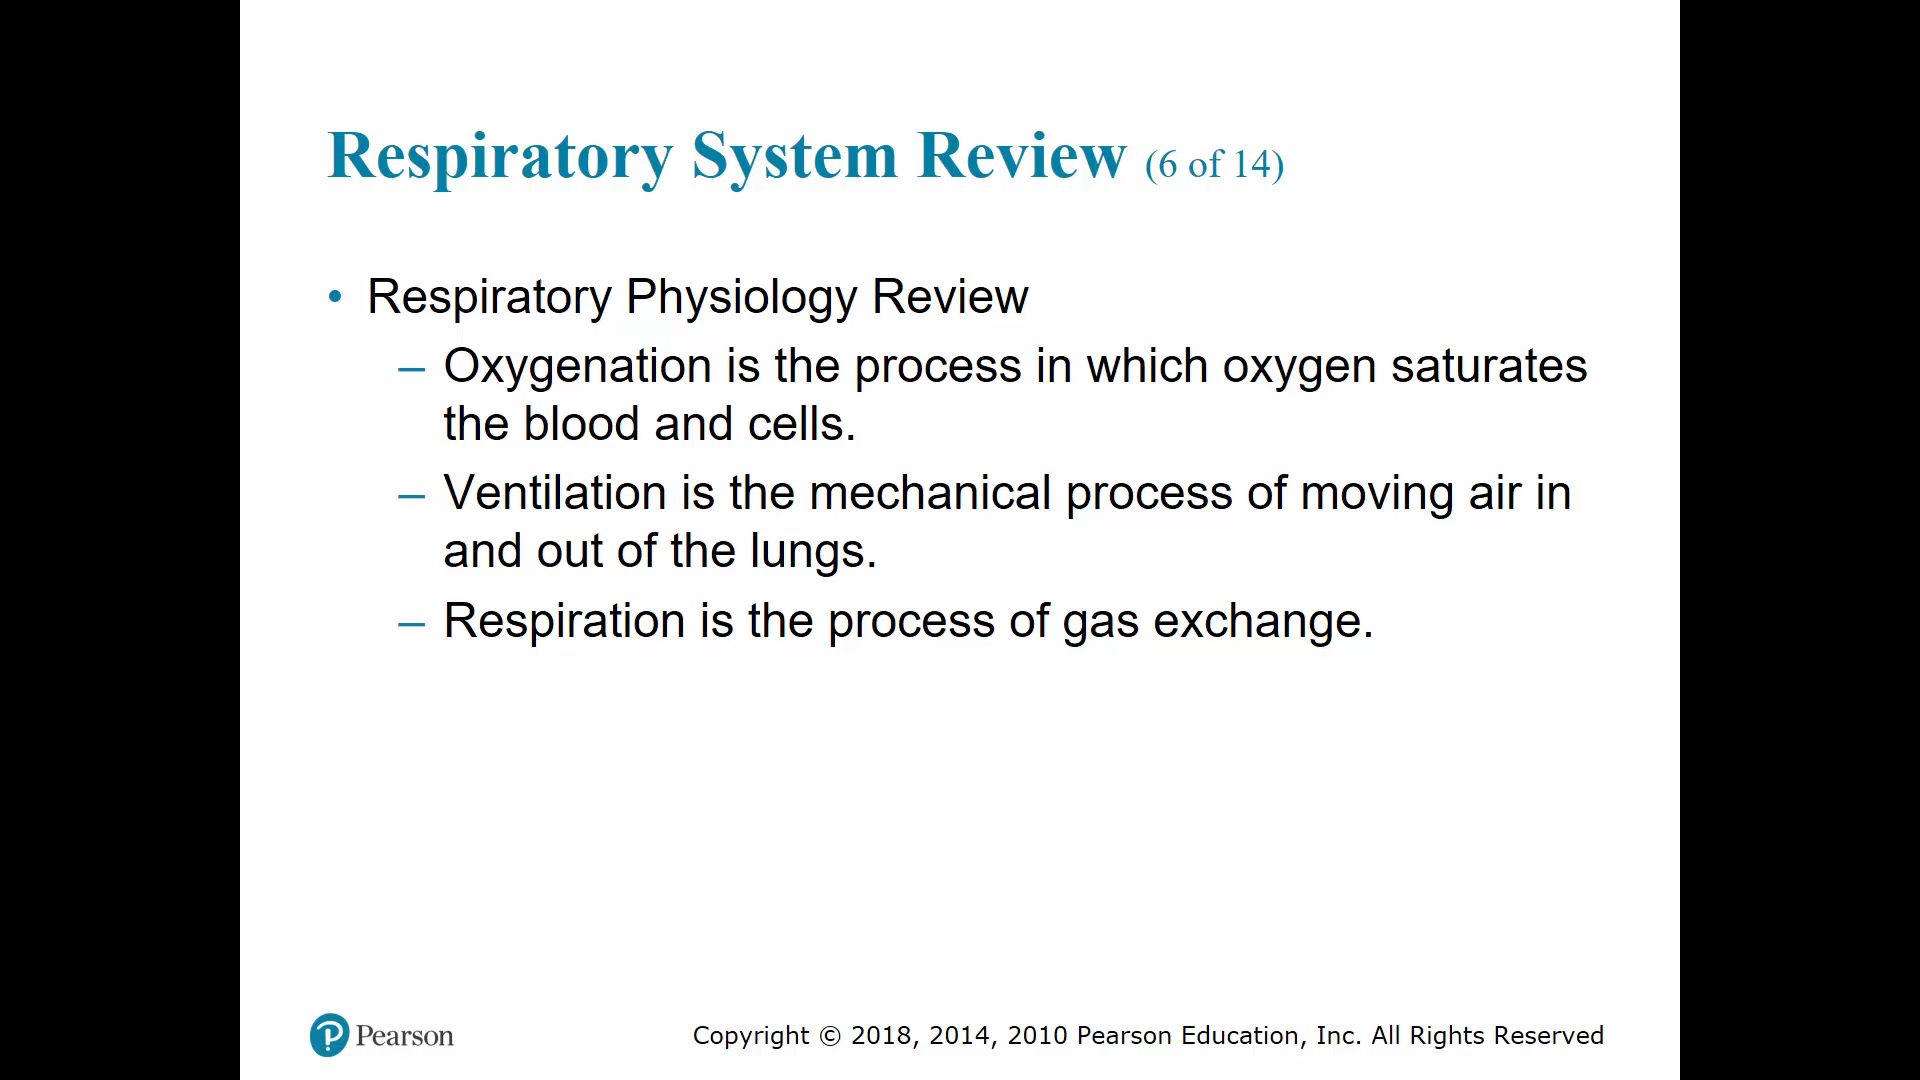 Respiratory System Review (6 of 14)
• Respiratory Physiology Review
– Oxygenation is the process in which oxygen saturates
the blood and cells.
– Ventilation is the mechanical process of moving air in
and out of the lungs.
– Respiration is the process of gas exchange.
Pearson
Copyright © 2018, 2014, 2010 Pearson Education, Inc. All Rights Reserved